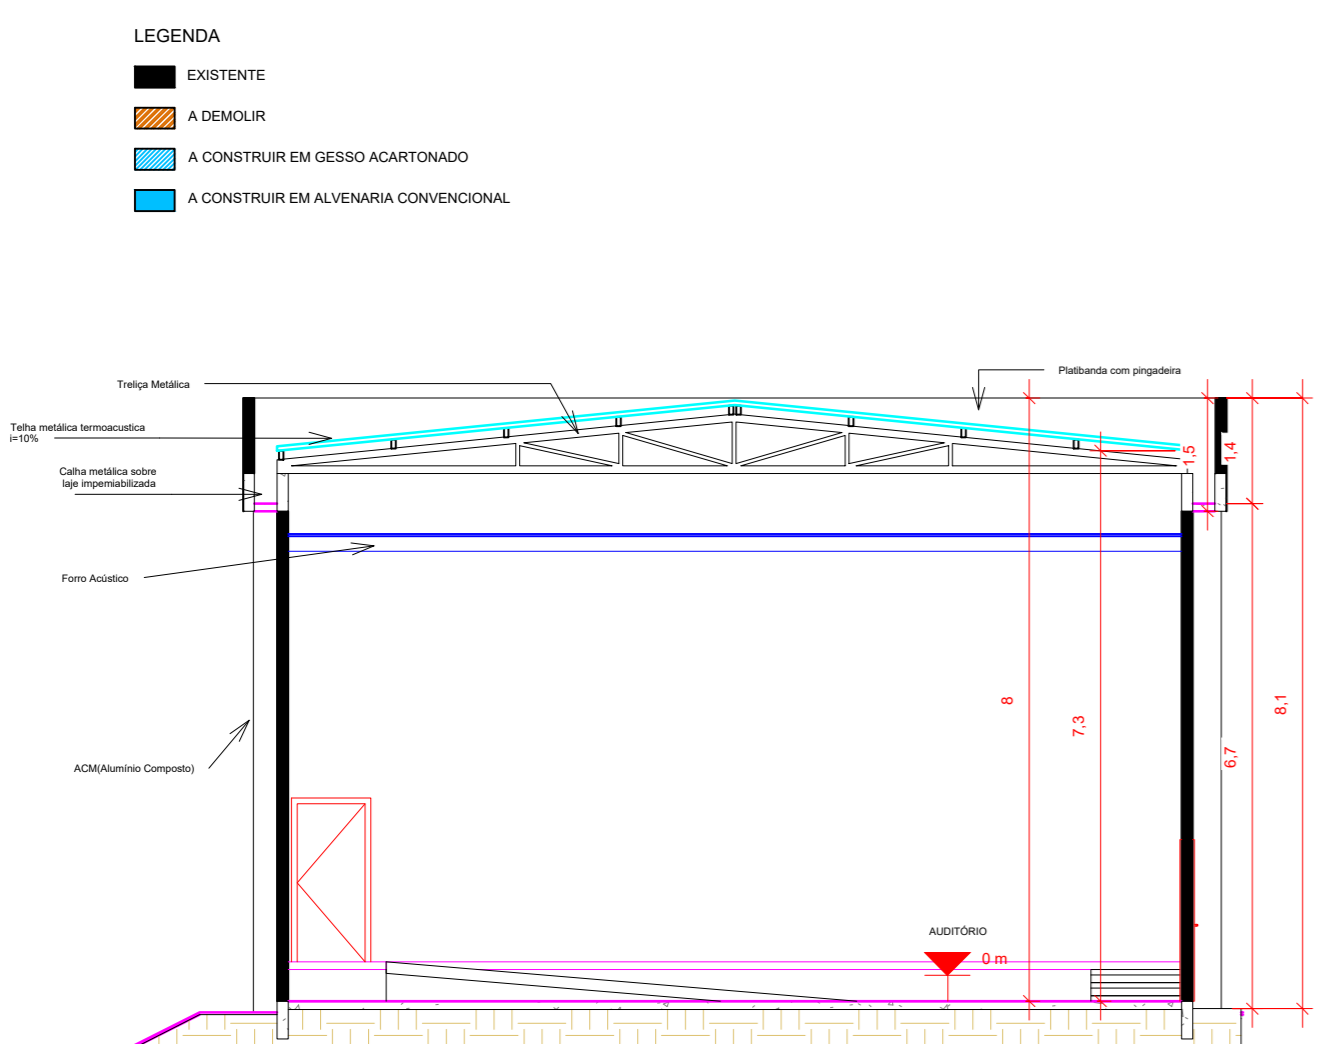 LEGENDA
EXISTENTE
A DEMOLIR
A CONSTRUIR EM GESSO ACARTONADO
A CONSTRUIR EM ALVENARIA CONVENCIONAL
Platibanda com pingadeira
Treliça Metálica
Telha metálica termoacustica
i=10%
Calha metálica sobre
laje impemiabilizada
1,5
1,4
Forro Acústico
8
7,3
8,1
6,7
ACM(Alumínio Composto)
AUDITÓRIO
0 m